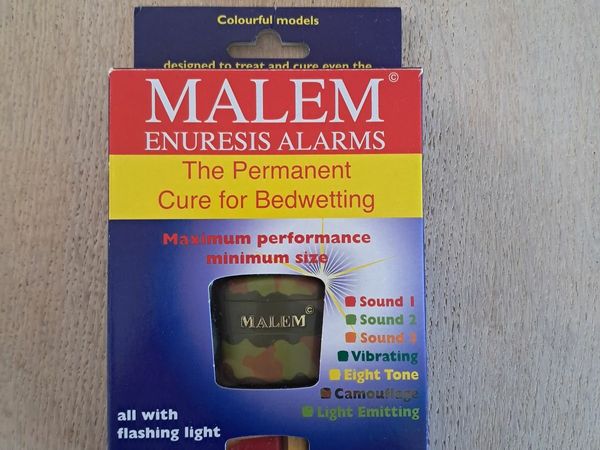 Colourful models
designed to treat and cure even the
MALEM©
ENURESIS ALARMS
The Permanent
Cure for Bedwetting
Maximum performance
minimum size
MALEM©
Sound 1
Sound 2
Sound 3
Vibrating
Eight Tone
Camouflage
Light Emitting
all with
flashing light